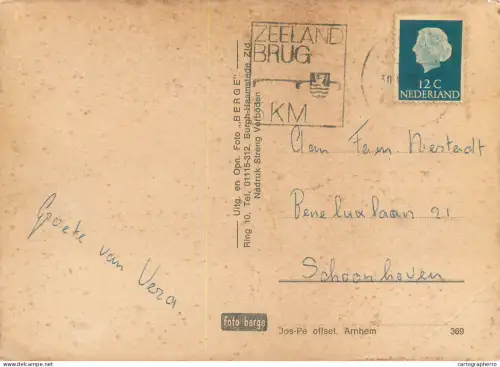 Groete van Vera.
Uitg. en Opn. Foto „BERGE"
Ring 10, Tel. 01115-312, Burgh-Haamstede, Zld.
Nadruk Streng Verboden
foto berge
ZEELAND
BRUG
KM
12 C
NEDERLAND
Aan Fam
Beneluxlaan 21
Schoonhoven
Jos-Pe offset, Arnhem 369
www.delcampe.net
cartographerro